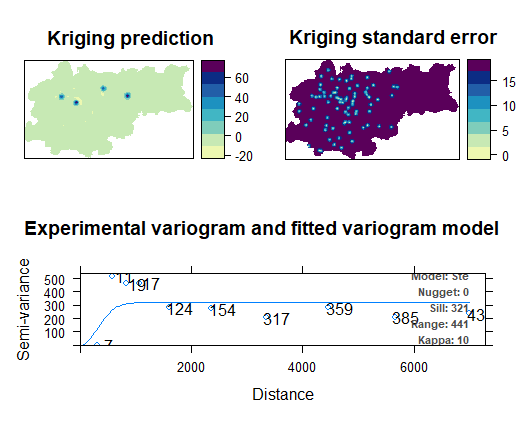 Kriging prediction
Kriging standard error
60
40
20
0
-20
15
10
5
0
Experimental variogram and fitted variogram model
Semi-variance
500
400
300
200
100
7
124
154
317
359
385
43
Model: Ste
Nugget: 0
Sill: 321
Range: 441
Kappa: 10
2000
4000
6000
Distance